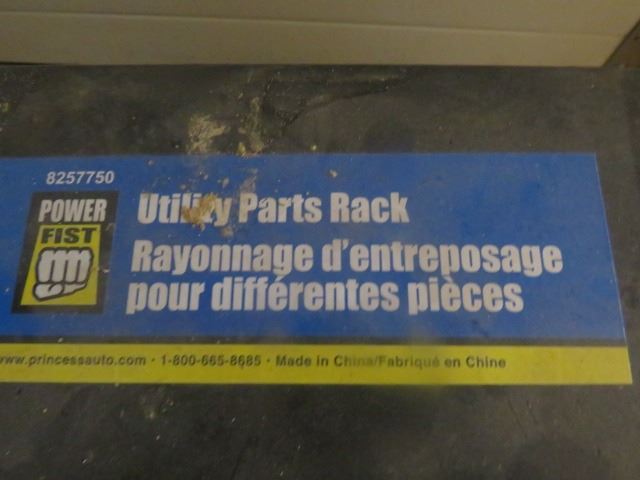 8257750
POWER
FIST
Utility Parts Rack
Rayonnage d'entreposage
pour différentes pièces
www.princessauto.com · 1-800-665-8685 · Made in China/Fabriqué en Chine